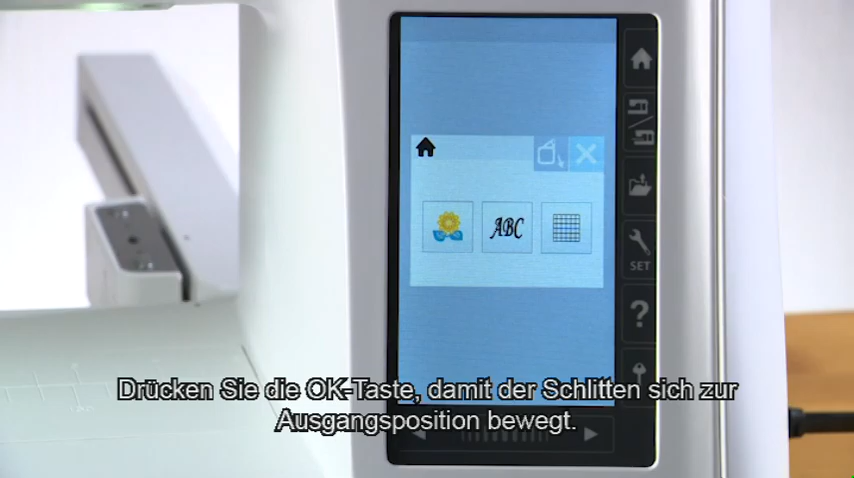 ABC
SET
?
Drücken Sie die OK-Taste, damit der Schlitten sich zur
Ausgangsposition bewegt.